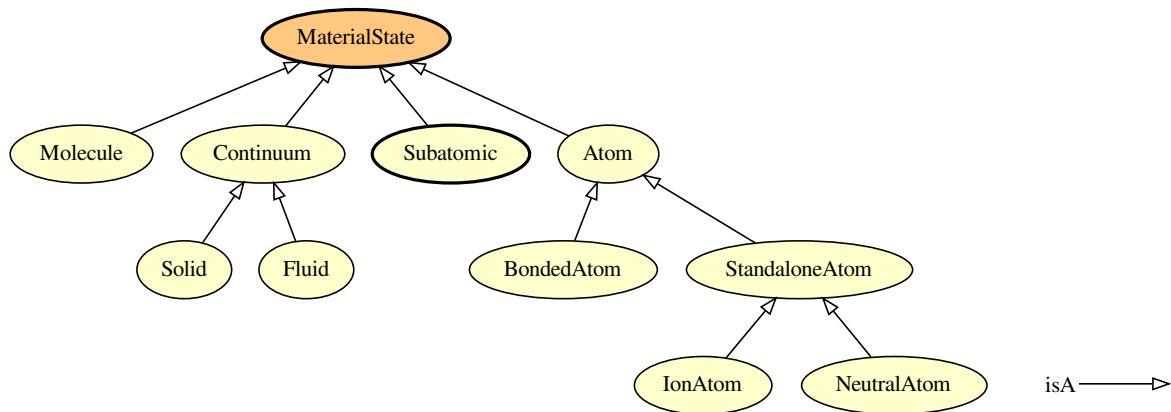 MaterialState
Molecule
Continuum
Subatomic
Atom
Solid
Fluid
BondedAtom
StandaloneAtom
IonAtom
NeutralAtom
isA